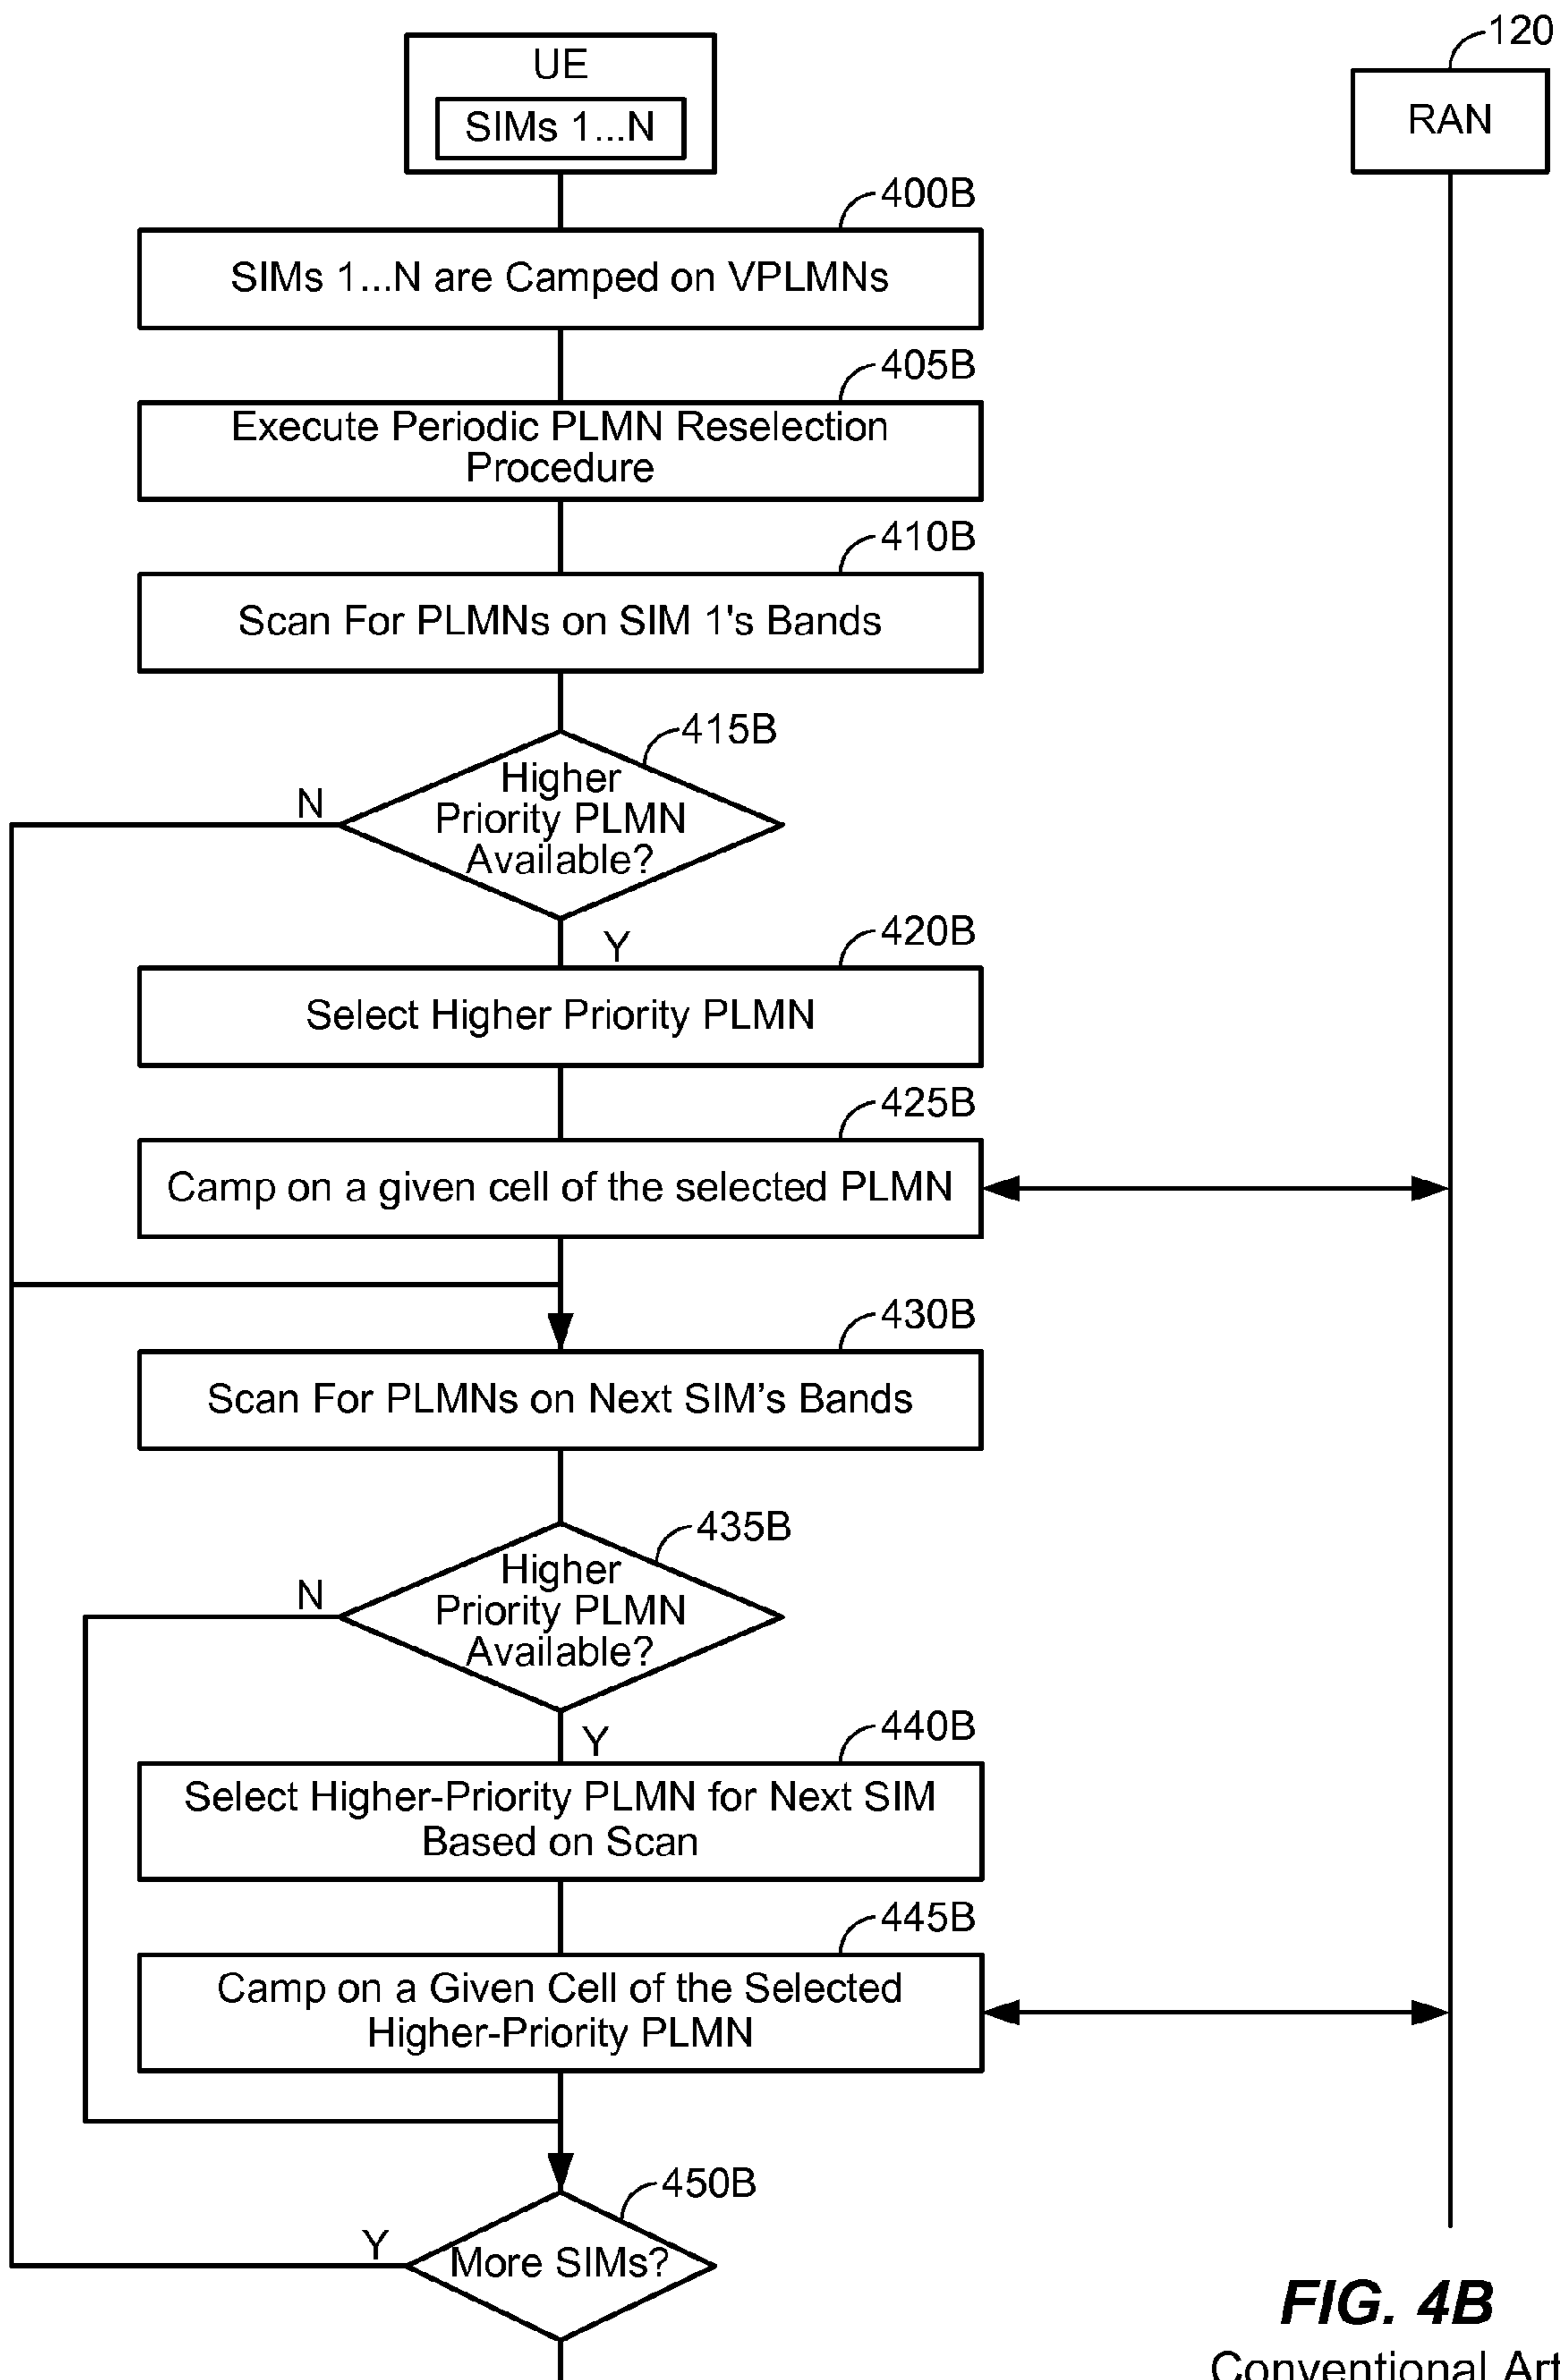 UE
SIMs 1...N
120
RAN
400B
SIMs 1...N are Camped on VPLMNs
405B
Execute Periodic PLMN Reselection
Procedure
410B
Scan For PLMNs on SIM 1's Bands
415B
Higher
Priority PLMN
Available?
N
Y
420B
Select Higher Priority PLMN
425B
Camp on a given cell of the selected PLMN
430B
Scan For PLMNs on Next SIM’s Bands
435B
Higher
Priority PLMN
Available?
N
Y
440B
Select Higher-Priority PLMN for Next SIM
Based on Scan
445B
Camp on a Given Cell of the Selected
Higher-Priority PLMN
450B
More SIMs?
Y
FIG. 4B
Conventional Art